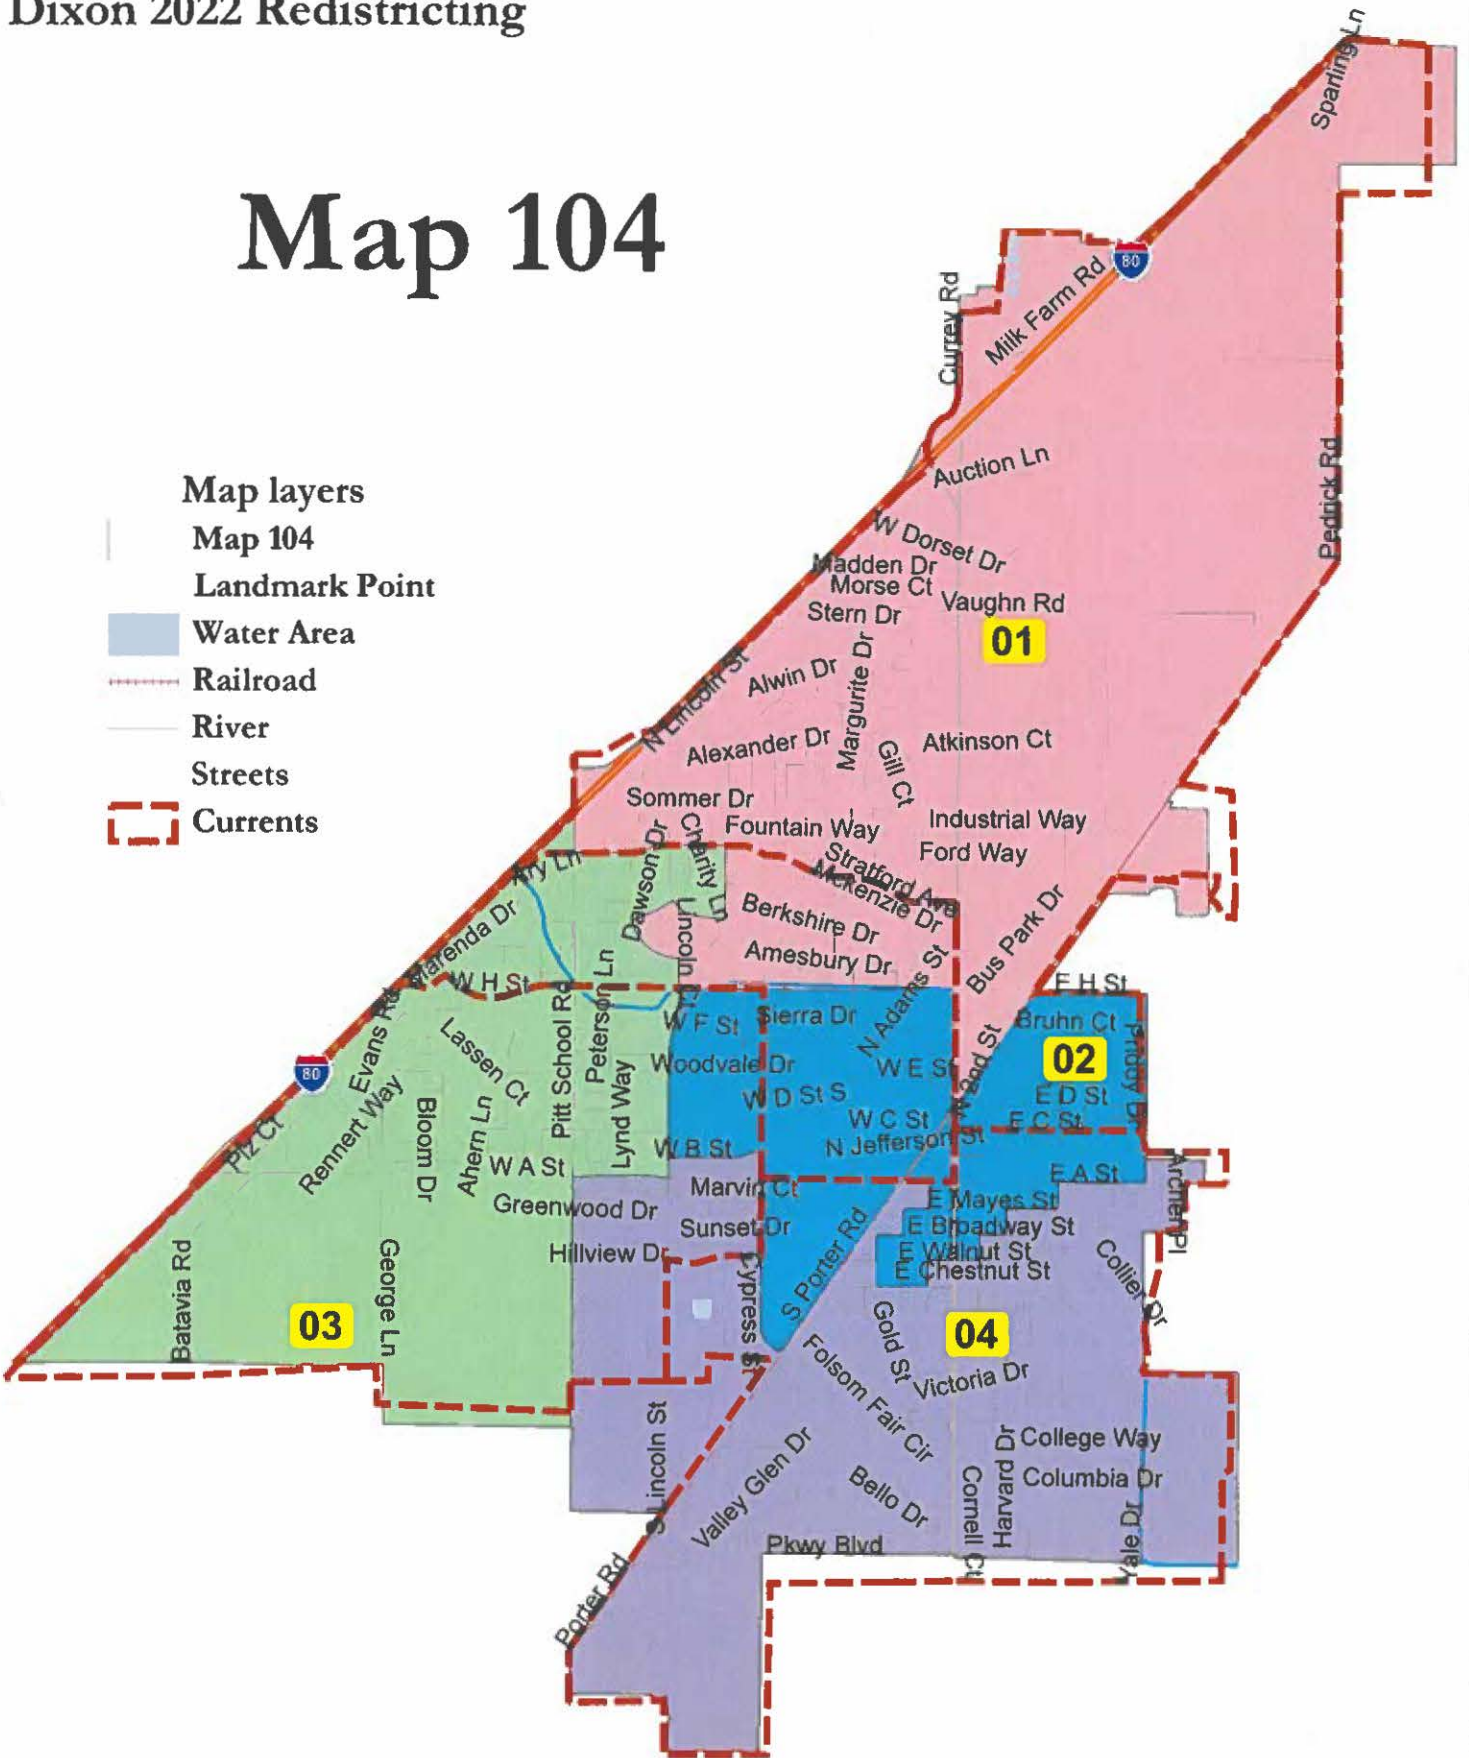 Dixon 2022 Redistricting
Map 104
Map layers
Map 104
Landmark Point
Water Area
Railroad
River
Streets
Currents
Sparling Ln
80
Milk Farm Rd
Currey Rd
Auction Ln
Pedrick Rd
W Dorset Dr
Madden Dr
Morse Ct
Vaughn Rd
Stern Dr
01
N Lincoln St
Alwin Dr
Margurite Dr
Alexander Dr
Gill Ct
Atkinson Ct
Sommer Dr
Fountain Way
Industrial Way
Ford Way
Charity Ln
Dawson Dr
Stratford Ave
McKenzie Dr
Ary Ln
Marenda Dr
Berkshire Dr
Amesbury Dr
Bus Park Dr
N Adams St
W H St
E H St
Evans Rd
Lassen Ct
Pitt School Rd
Peterson Ln
W F St
Sierra Dr
Bruhn Ct
02
Woodvale Dr
W E St
N 2nd St
W D St S
E D St
W C St
E C St
N Jefferson St
W B St
80
Rennert Way
Bloom Dr
Ahern Ln
Lynd Way
W A St
E A St
Marvin Ct
Greenwood Dr
Sunset Dr
Hillview Dr
E Mayes St
E Broadway St
E Walnut St
E Chestnut St
Archer Pl
Collier Dr
S Porter Rd
Cypress St
Batavia Rd
George Ln
03
04
Gold St
Victoria Dr
Folsom Fair Cir
S Lincoln St
Valley Glen Dr
Bello Dr
College Way
Columbia Dr
Harvard Dr
Cornell Ct
Yale Dr
Pkwy Blvd
Porter Rd